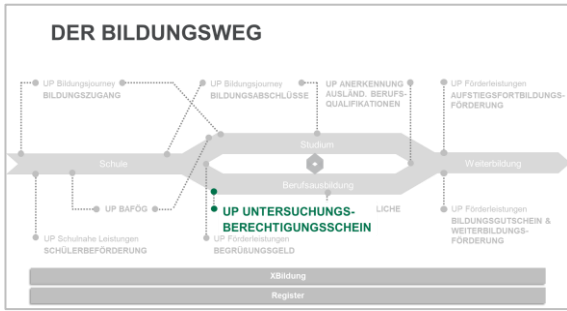 DER BILDUNGSWEG
UP Bildungsjourney
BILDUNGSZUGANG
UP Bildungsjourney
BILDUNGSABSCHLÜSSE
UP ANERKENNUNG
AUSLÄND. BERUFS-
QUALIFIKATIONEN
UP Förderleistungen
AUFSTIEGSFORTBILDUNGS-
FÖRDERUNG
Schule
Studium
Weiterbildung
Berufsausbildung
UP BAFÖG
UP UNTERSUCHUNGS-
BERECHTIGUNGSSCHEIN
LICHE
UP Schulnahe Leistungen
SCHÜLERBEFÖRDERUNG
UP Förderleistungen
BEGRÜSSUNGSGELD
UP Förderleistungen
BILDUNGSGUTSCHEIN &
WEITERBILDUNGS-
FÖRDERUNG
XBildung
Register